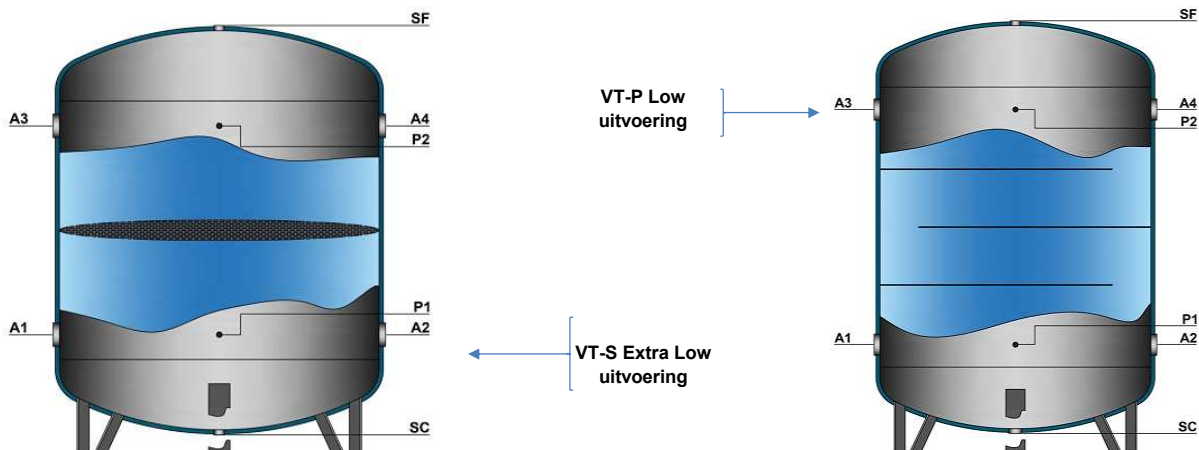 SF
A3
A4
P2
P1
A1
A2
SC
VT-P Low
uitvoering
VT-S Extra Low
uitvoering
SF
A3
A4
P2
P1
A1
A2
SC